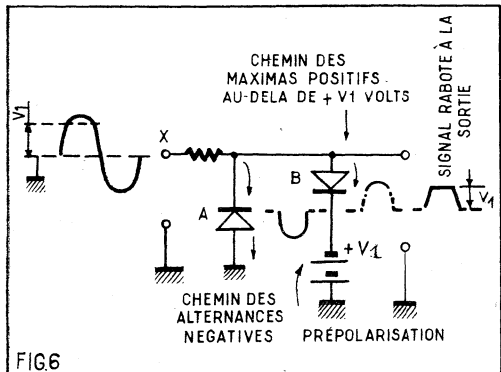 CHEMIN DES
MAXIMAS POSITIFS
AU-DELA DE + V1 VOLTS
SIGNAL RABOTÉ À LA
SORTIE
V1
X
B
A
V1
+ V1
CHEMIN DES
ALTERNANCES
NEGATIVES
PRÉPOLARISATION
FIG.6